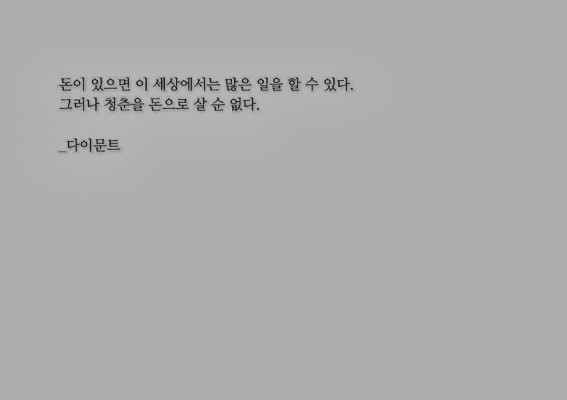 돈이 있으면 이 세상에서는 많은 일을 할 수 있다.
그러나 청춘을 돈으로 살 순 없다.
_다이문트